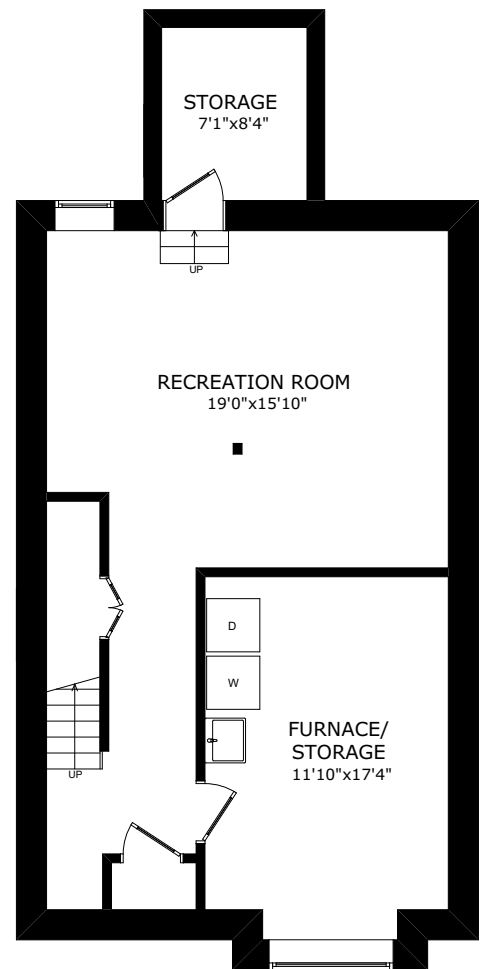 STORAGE
7'1"x8'4"
UP
RECREATION ROOM
19'0"x15'10"
D
W
FURNACE/
STORAGE
11'10"x17'4"
UP